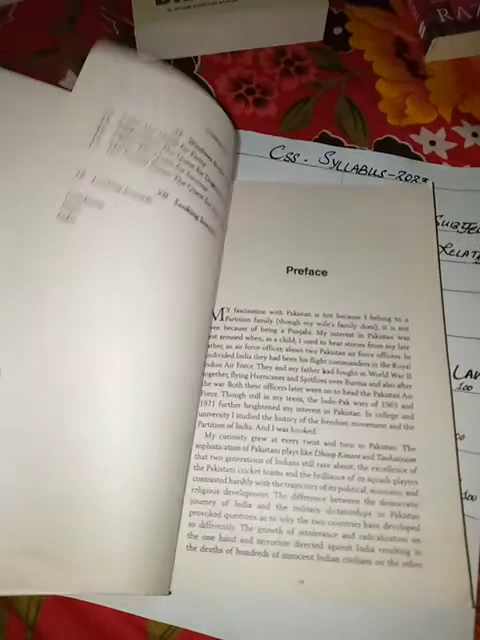 CSS - SYLLABUS - 2023
SUBJE
RELAT
LAW
100
100
RAZ
VII
Preface
MY fascination with Pakistan is not because I belong to a
Partition family (though my wife's family does), it is not
even because of being a Punjabi. My interest in Pakistan was
first aroused when, as a child, I used to hear stories from my late
father, an air force officer, about two Pakistan air force officers. In
undivided India they had been his flight commanders in the Royal
Indian Air Force. They and my father had fought in World War II
together, flying Hurricanes and Spitfires over Burma and also after
the war. Both these officers later went on to head the Pakistan Air
Force. Though still in my teens, the Indo-Pak wars of 1965 and
1971 further heightened my interest in Pakistan. In college and
university I studied the history of the freedom movement and the
Partition of India. And I was hooked.
My curiosity grew at every twist and turn in Pakistan. The
sophistication of Pakistani plays like Dhoop Kinare and Tanhaiyaan
that two generations of Indians still rave about, the excellence of
the Pakistan cricket teams and the brilliance of its squash players
contrasted harshly with the trajectory of its political, economic and
religious development. The difference between the democratic
journey of India and the military dictatorships in Pakistan
provoked questions as to why the two countries have developed
so differently. The growth of intolerance and radicalization on
the one hand and terrorism directed against India resulting in
the deaths of hundreds of innocent Indian civilians on the other